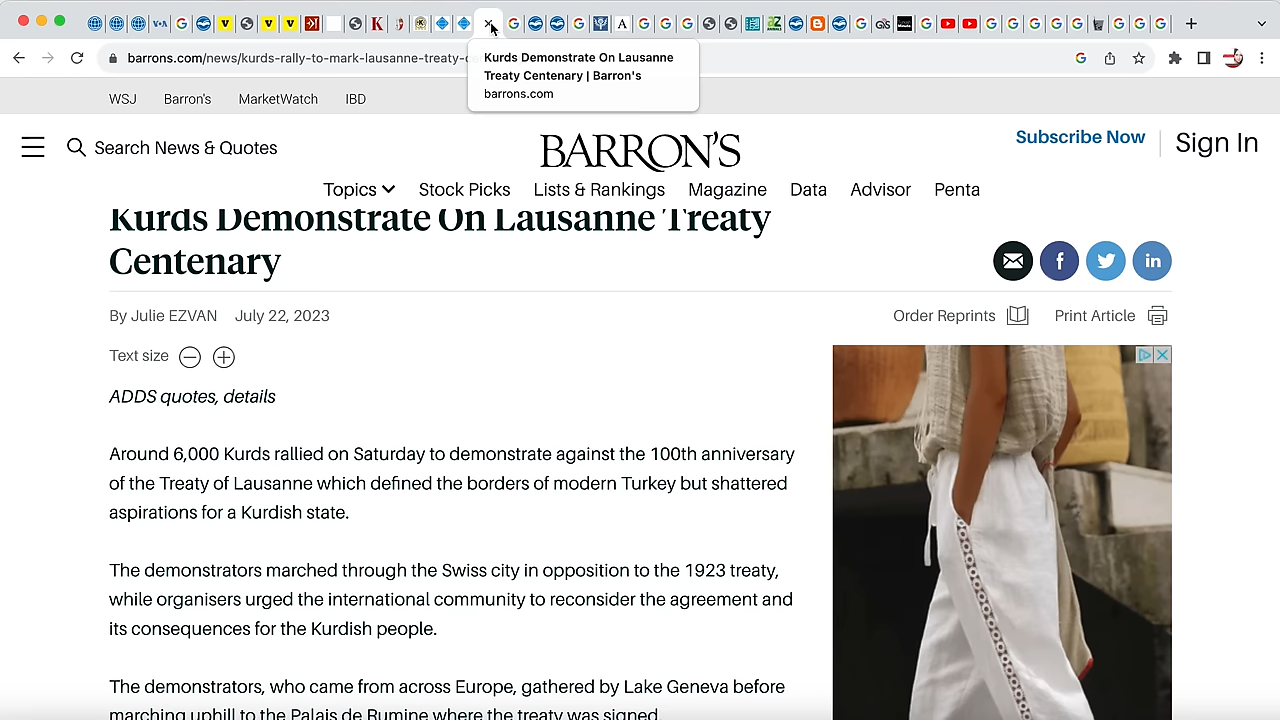 Kurds Demonstrate On Lausanne
Treaty Centenary | Barron's
barrons.com
barrons.com/news/kurds-rally-to-mark-lausanne-treaty-c
WSJ Barron's MarketWatch IBD
Search News & Quotes
BARRON'S
Subscribe Now
Sign In
Topics Stock Picks Lists & Rankings Magazine Data Advisor Penta
Kurds Demonstrate On Lausanne Treaty
Centenary
By Julie EZVAN July 22, 2023
Order Reprints Print Article
Text size
ADDS quotes, details
Around 6,000 Kurds rallied on Saturday to demonstrate against the 100th anniversary
of the Treaty of Lausanne which defined the borders of modern Turkey but shattered
aspirations for a Kurdish state.
The demonstrators marched through the Swiss city in opposition to the 1923 treaty,
while organisers urged the international community to reconsider the agreement and
its consequences for the Kurdish people.
The demonstrators, who came from across Europe, gathered by Lake Geneva before
marching uphill to the Palais de Rumine where the treaty was signed